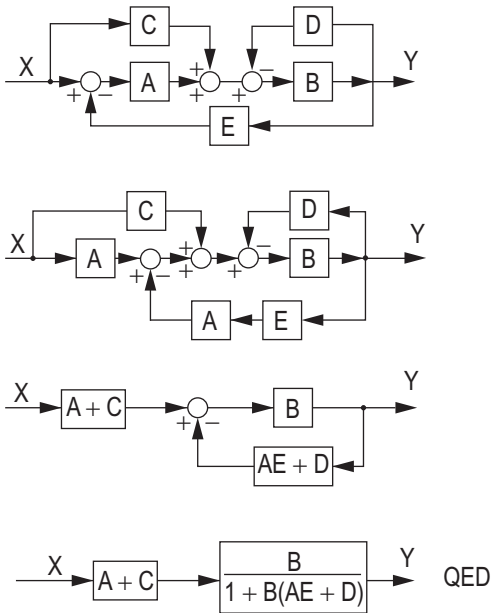 C D
X + − A + + + − B Y
E
C D
X A + − + + + − B Y
A E
X A + C + − B Y
AE + D
X A + C B Y QED
1 + B(AE + D)